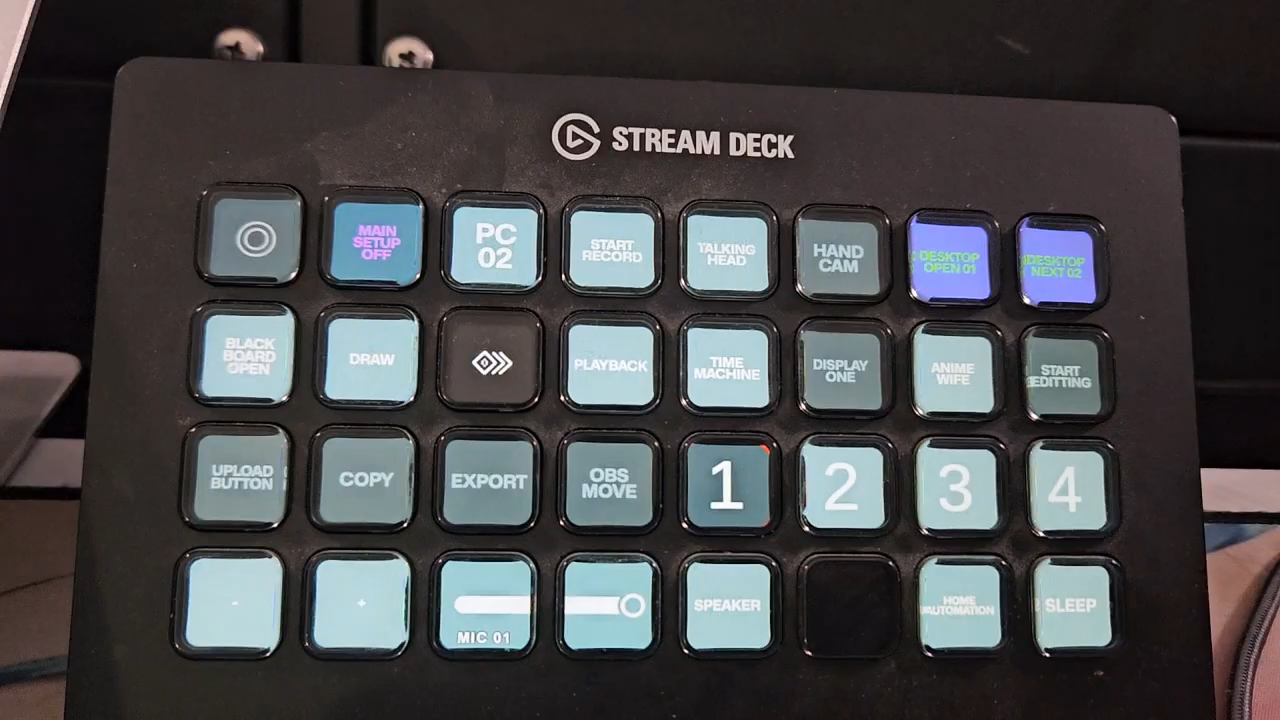 STREAM DECK
MAIN
SETUP
OFF
PC
02
START
RECORD
TALKING
HEAD
HAND
CAM
DESKTOP
OPEN 01
DESKTOP
NEXT 02
BLACK
BOARD
OPEN
DRAW
PLAYBACK
TIME
MACHINE
DISPLAY
ONE
ANIME
WIFE
START
EDITTING
UPLOAD
BUTTON
COPY
EXPORT
OBS
MOVE
1
2
3
4
-
+
MIC 01
SPEAKER
HOME
AUTOMATION
SLEEP